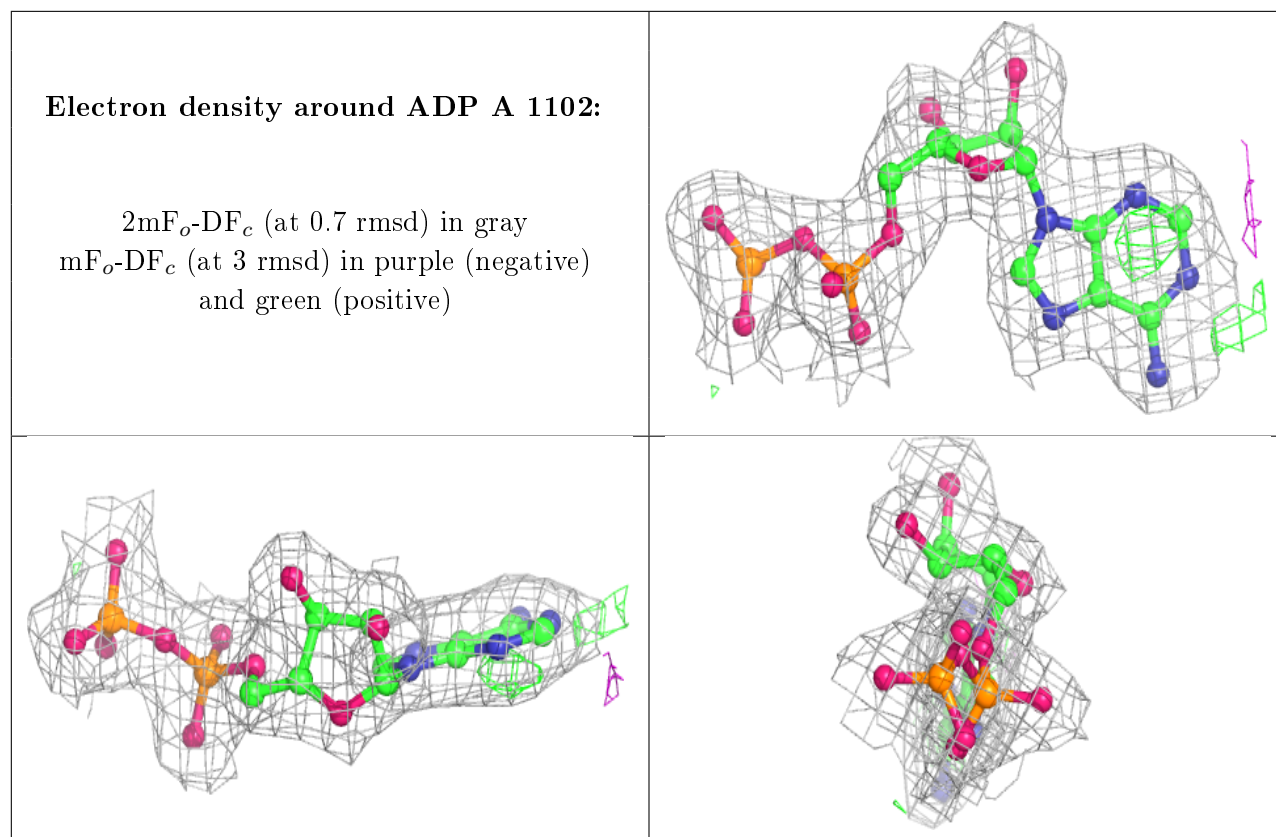 Electron density around ADP A 1102:
2mFₒ-DF𝒸 (at 0.7 rmsd) in gray
mFₒ-DF𝒸 (at 3 rmsd) in purple (negative)
and green (positive)